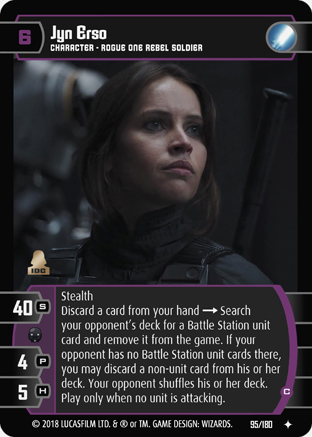 6
Jyn Erso
CHARACTER - ROGUE ONE REBEL SOLDIER
IDC
40 S
4 P
5 H
Stealth
Discard a card from your hand → Search
your opponent's deck for a Battle Station unit
card and remove it from the game. If your
opponent has no Battle Station unit cards there,
you may discard a non-unit card from his or her
deck. Your opponent shuffles his or her deck.
Play only when no unit is attacking.
C
© 2018 LUCASFILM LTD. & ® OR TM. GAME DESIGN: WIZARDS.
95/180